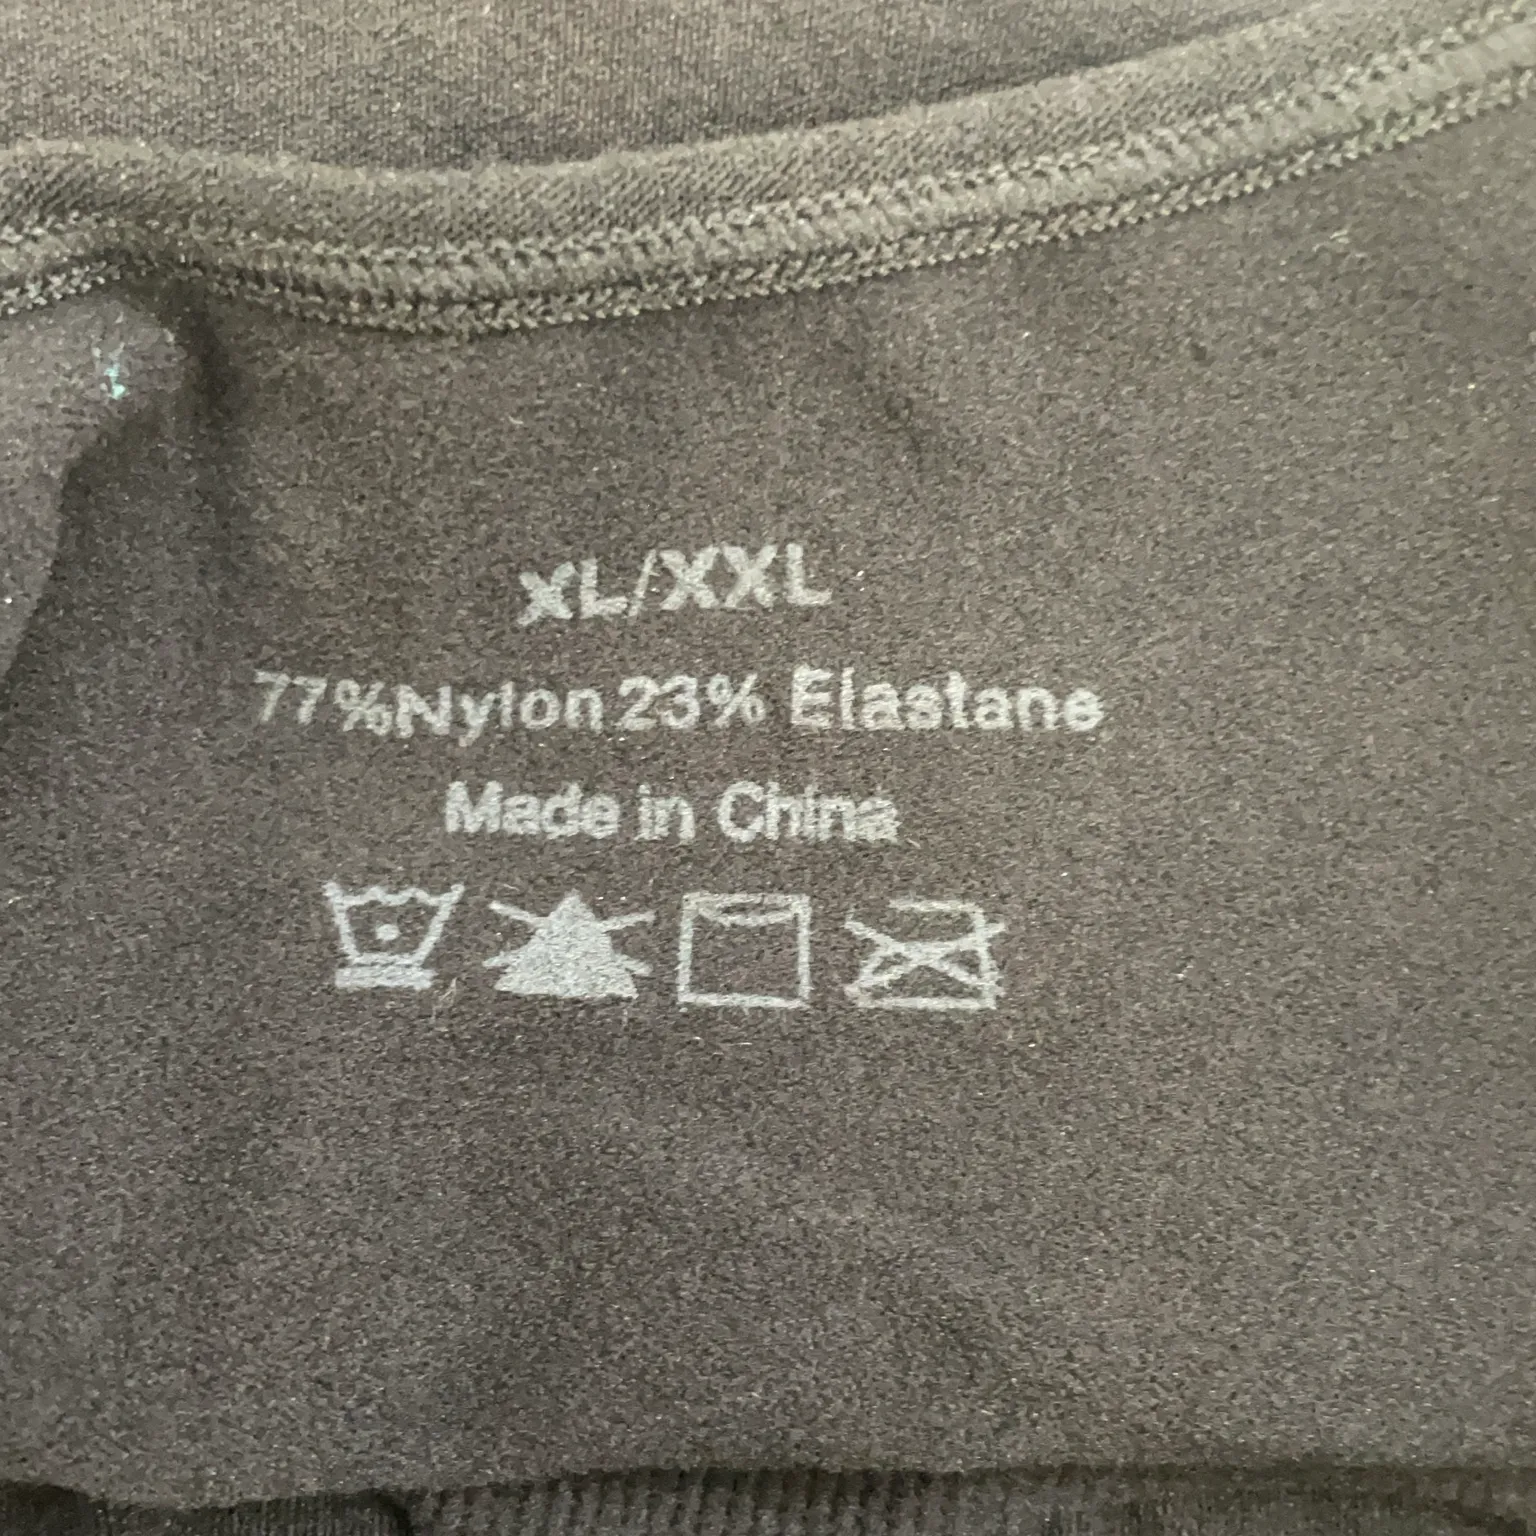 XL/XXL
77%Nylon 23% Elastane
Made in China